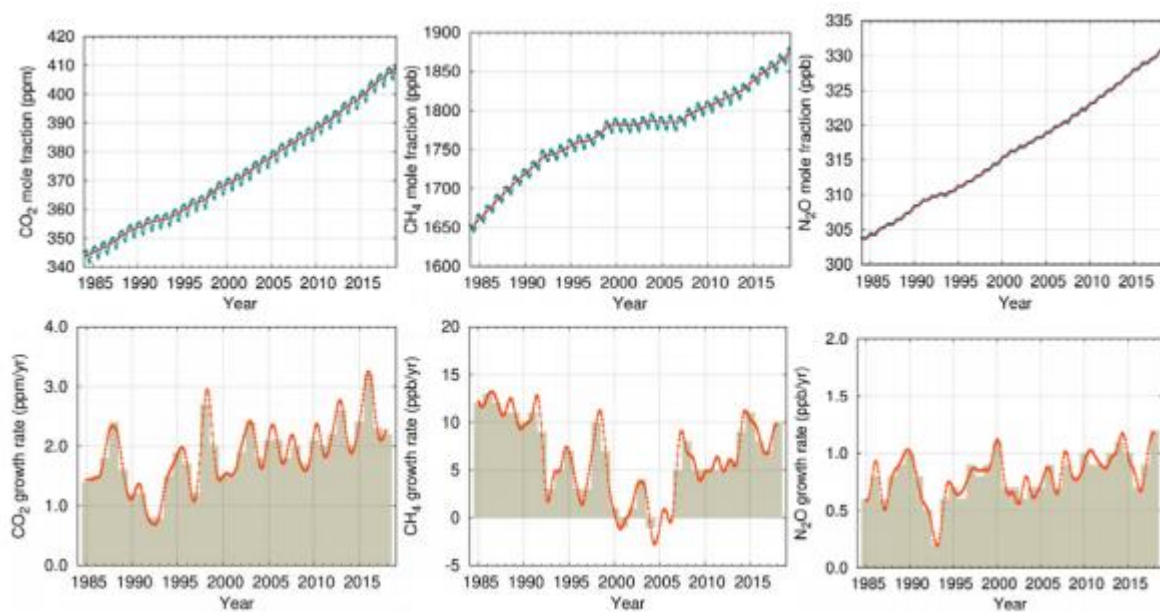 CO2 mole fraction (ppm)
420
410
400
390
380
370
360
350
340
1985 1990 1995 2000 2005 2010 2015
Year
CH4 mole fraction (ppb)
1900
1850
1800
1750
1700
1650
1600
1985 1990 1995 2000 2005 2010 2015
Year
N2O mole fraction (ppb)
335
330
325
320
315
310
305
300
1985 1990 1995 2000 2005 2010 2015
Year
CO2 growth rate (ppm/yr)
4.0
3.0
2.0
1.0
0.0
1985 1990 1995 2000 2005 2010 2015
Year
CH4 growth rate (ppb/yr)
20
15
10
5
0
-5
1985 1990 1995 2000 2005 2010 2015
Year
N2O growth rate (ppb/yr)
2.0
1.5
1.0
0.5
0.0
1985 1990 1995 2000 2005 2010 2015
Year